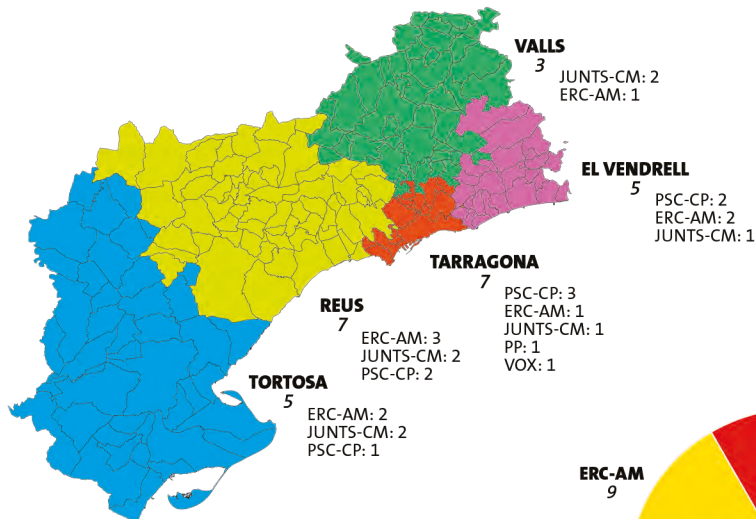 VALLS
3
JUNTS-CM: 2
ERC-AM: 1
EL VENDRELL
5
PSC-CP: 2
ERC-AM: 2
JUNTS-CM: 1
TARRAGONA
7
PSC-CP: 3
ERC-AM: 1
JUNTS-CM: 1
PP: 1
VOX: 1
REUS
7
ERC-AM: 3
JUNTS-CM: 2
PSC-CP: 2
TORTOSA
5
ERC-AM: 2
JUNTS-CM: 2
PSC-CP: 1
ERC-AM
9